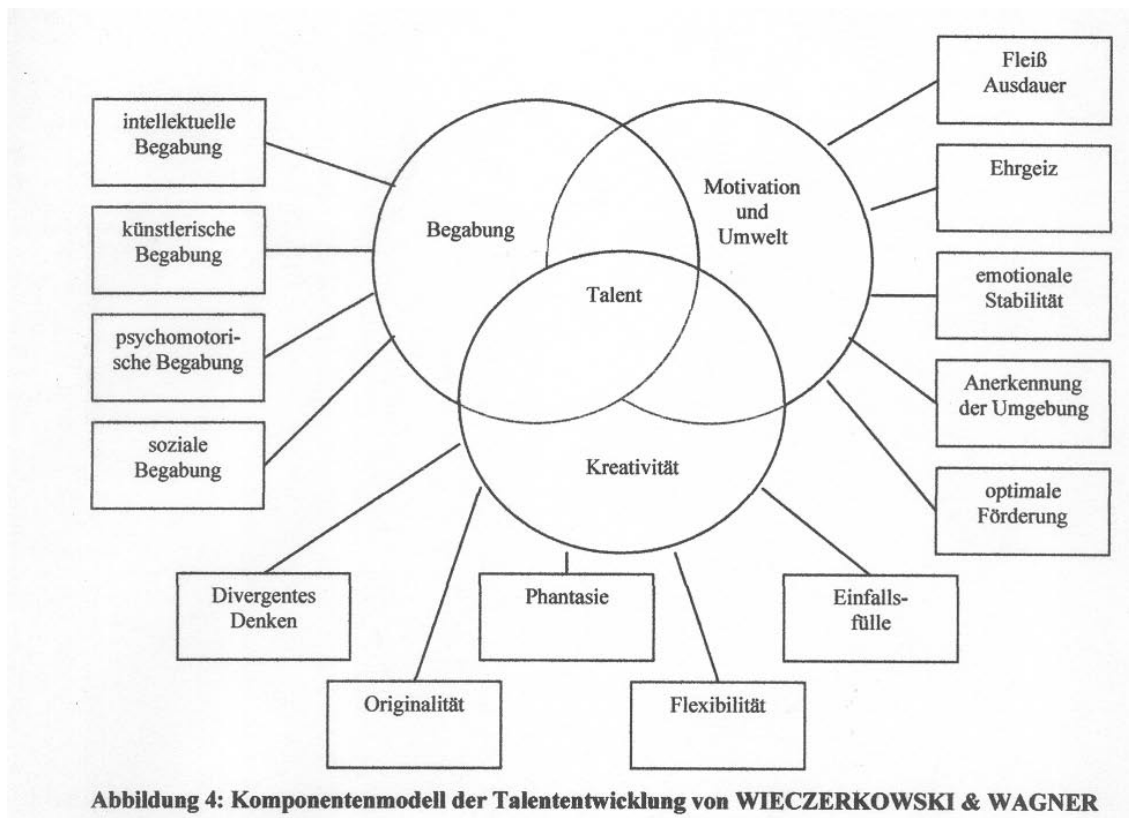 Fleiß
Ausdauer
intellektuelle
Begabung
Ehrgeiz
Motivation
und
Umwelt
künstlerische
Begabung
Begabung
emotionale
Stabilität
Talent
psychomotori-
sche Begabung
Anerkennung
der Umgebung
soziale
Begabung
Kreativität
optimale
Förderung
Divergentes
Denken
Phantasie
Einfalls-
fülle
Originalität
Flexibilität
Abbildung 4: Komponentenmodell der Talententwicklung von WIECZERKOWSKI & WAGNER